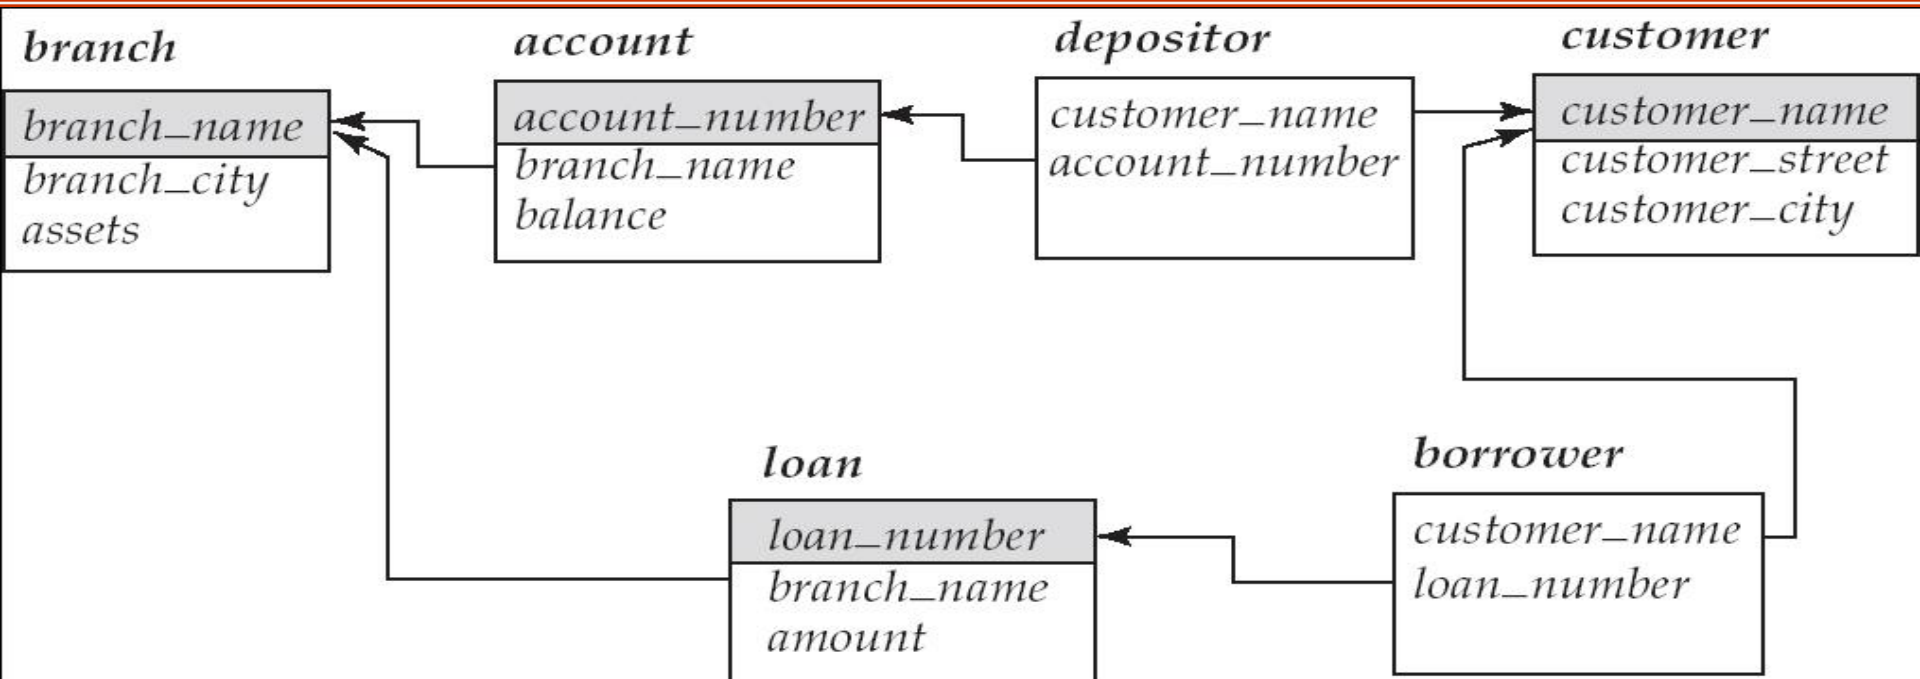 branch
branch_name
branch_city
assets
account
account_number
branch_name
balance
depositor
customer_name
account_number
customer
customer_name
customer_street
customer_city
loan
loan_number
branch_name
amount
borrower
customer_name
loan_number